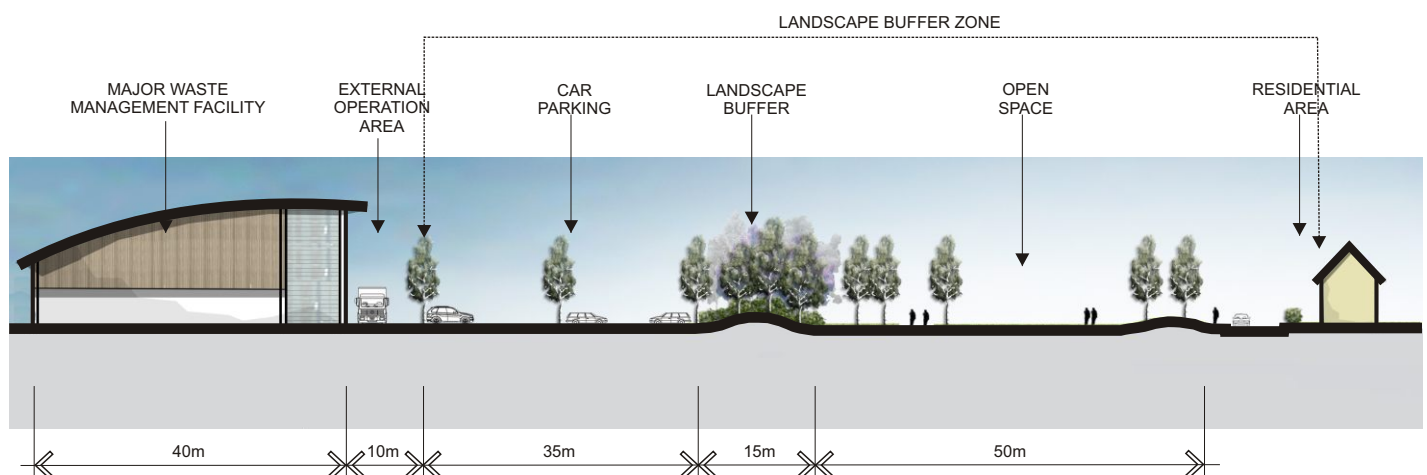 LANDSCAPE BUFFER ZONE
MAJOR WASTE
MANAGEMENT FACILITY
EXTERNAL
OPERATION
AREA
CAR
PARKING
LANDSCAPE
BUFFER
OPEN
SPACE
RESIDENTIAL
AREA
40m
10m
35m
15m
50m